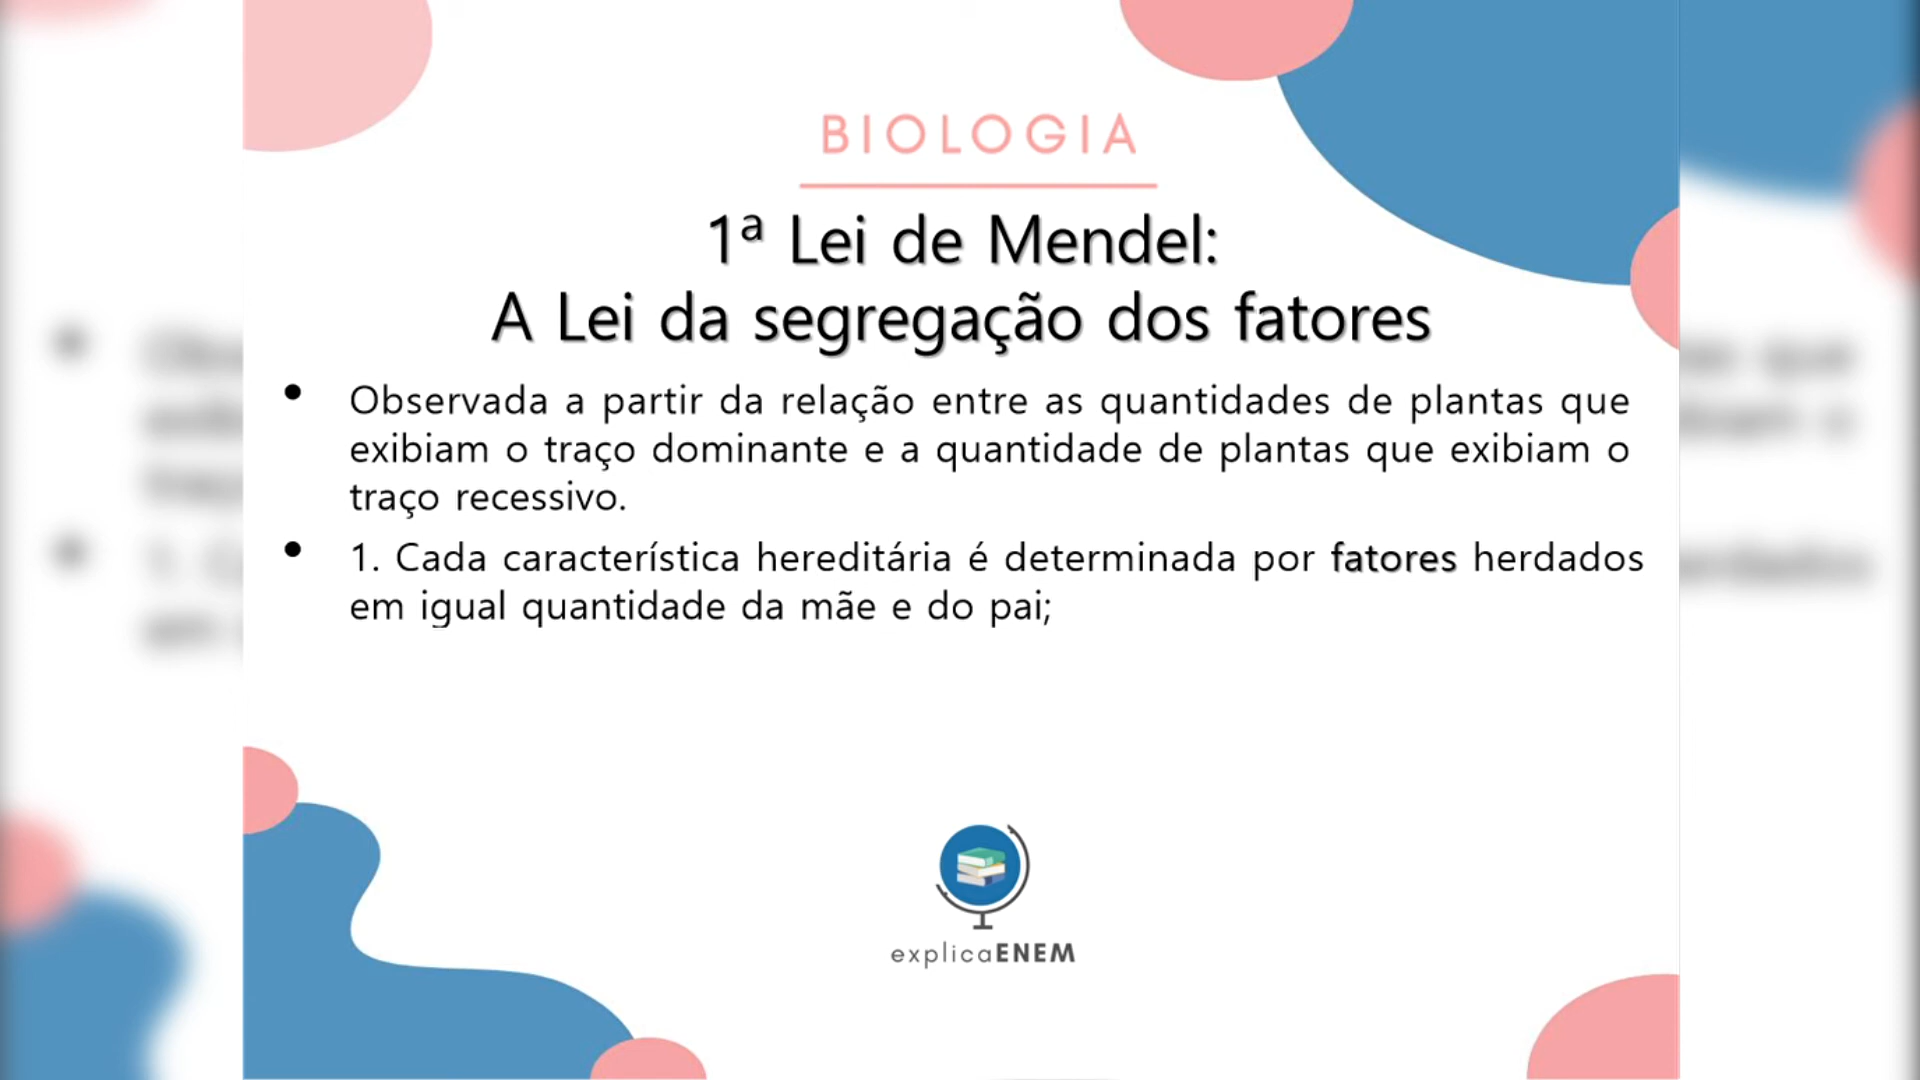 BIOLOGIA
1ª Lei de Mendel:
A Lei da segregação dos fatores
• Observada a partir da relação entre as quantidades de plantas que
exibiam o traço dominante e a quantidade de plantas que exibiam o
traço recessivo.
• 1. Cada característica hereditária é determinada por fatores herdados
em igual quantidade da mãe e do pai;
explicaENEM